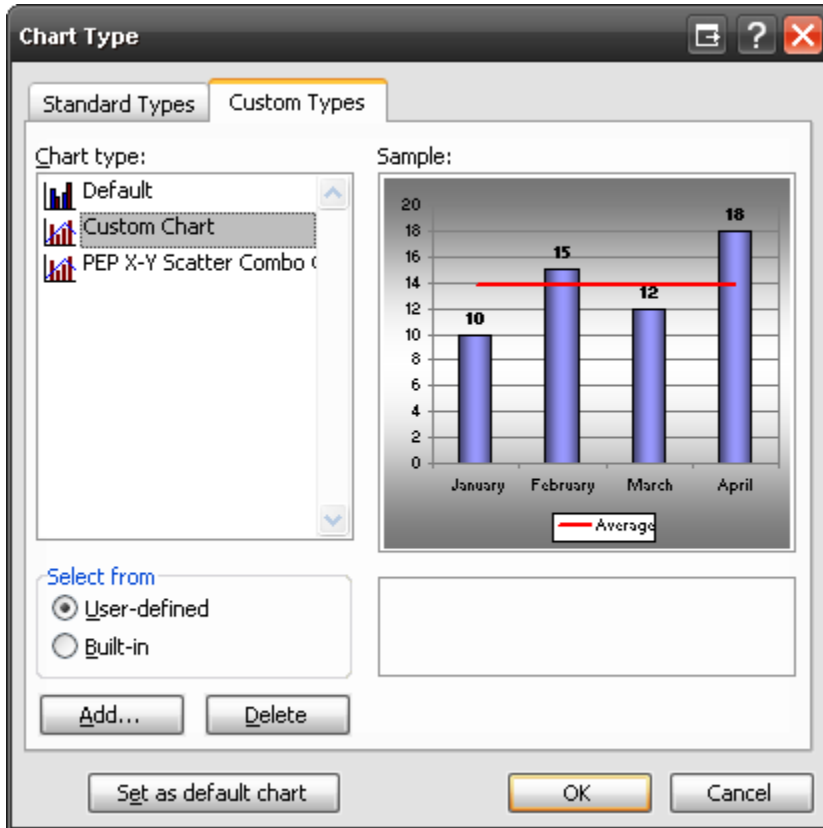 Chart Type
Standard Types
Custom Types
Chart type:
Default
Custom Chart
PEP X-Y Scatter Combo
Sample:
20
18
16
14
12
10
8
6
4
2
0
10
15
12
18
January February March April
Average
Select from
User-defined
Built-in
Add...
Delete
Set as default chart
OK
Cancel